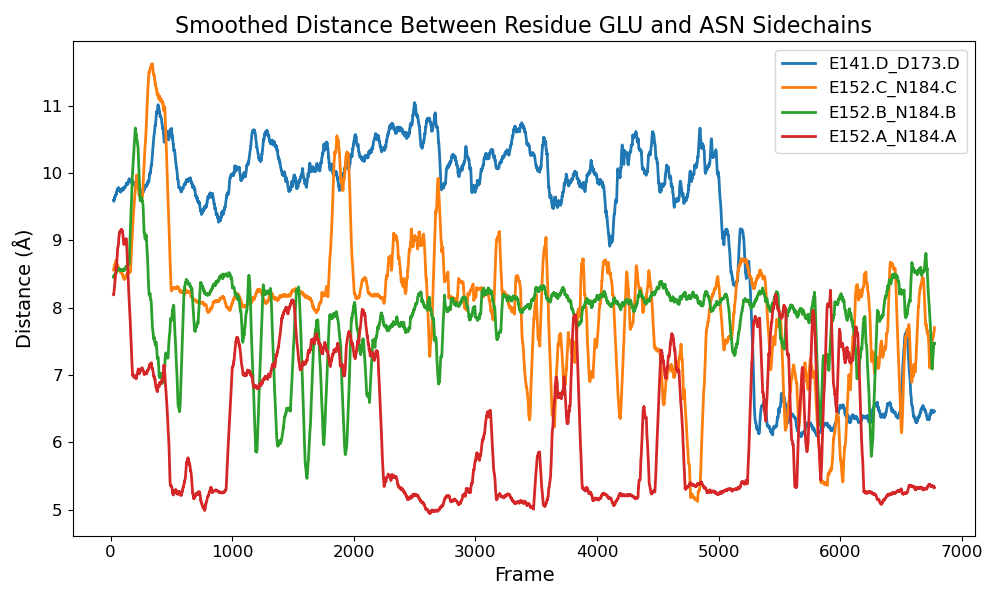 Smoothed Distance Between Residue GLU and ASN Sidechains
E141.D_D173.D
E152.C_N184.C
E152.B_N184.B
E152.A_N184.A
Distance (Å)
11
10
9
8
7
6
5
0 1000 2000 3000 4000 5000 6000 7000
Frame